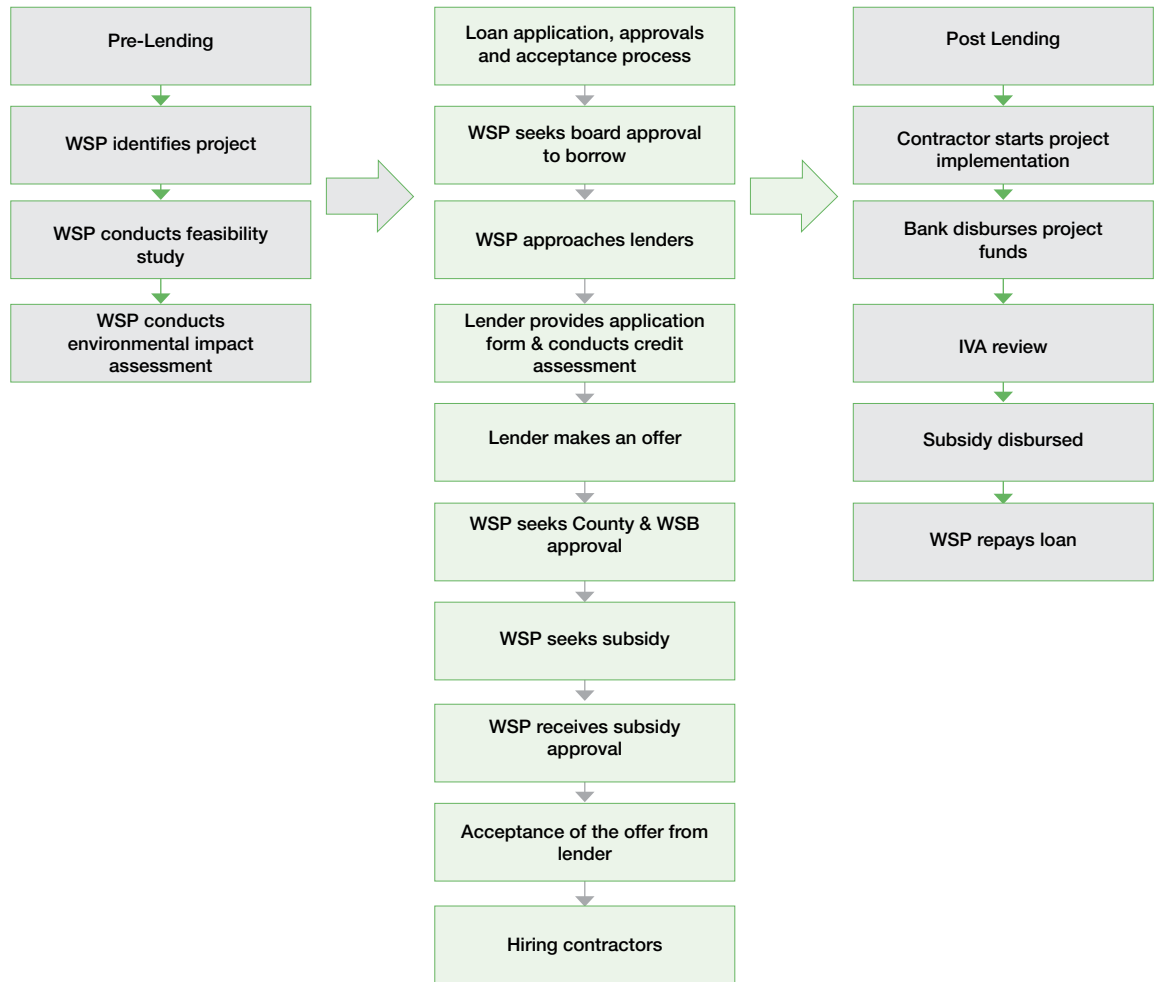 Pre-Lending
WSP identifies project
WSP conducts feasibility
study
WSP conducts
environmental impact
assessment
Loan application, approvals
and acceptance process
WSP seeks board approval
to borrow
WSP approaches lenders
Lender provides application
form & conducts credit
assessment
Lender makes an offer
WSP seeks County & WSB
approval
WSP seeks subsidy
WSP receives subsidy
approval
Acceptance of the offer from
lender
Hiring contractors
Post Lending
Contractor starts project
implementation
Bank disburses project
funds
IVA review
Subsidy disbursed
WSP repays loan